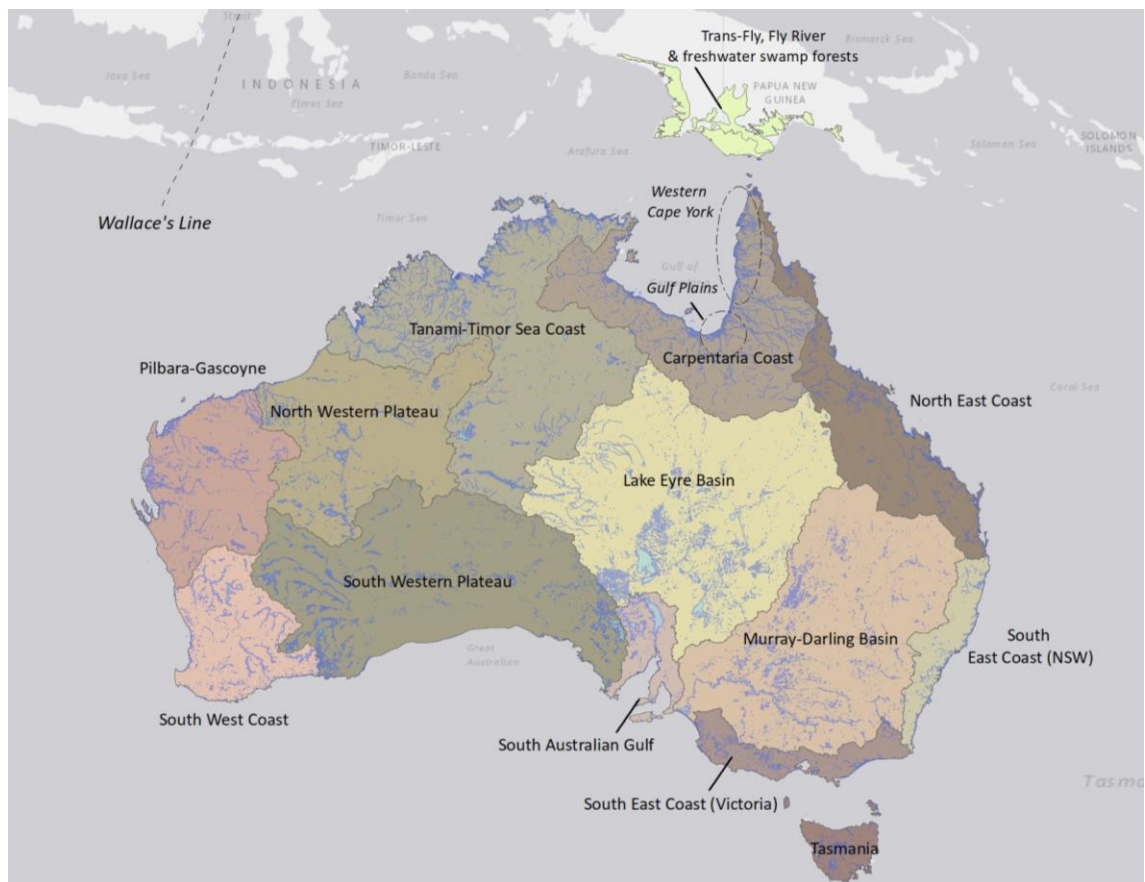 Strait
Trans-Fly, Fly River
& freshwater swamp forests
Bismarck Sea
Java Sea
Banda Sea
INDONESIA
PAPUA NEW
GUINEA
Flores Sea
TIMOR-LESTE
Arafura Sea
Solomon Sea
SOLOMON
ISLANDS
Western
Cape York
Wallace's Line
Timor Sea
Gulf of
Gulf Plains
Tanami-Timor Sea Coast
Carpentaria Coast
Pilbara-Gascoyne
Coral Sea
North East Coast
North Western Plateau
Lake Eyre Basin
South Western Plateau
Murray-Darling Basin
South
East Coast (NSW)
Great
Australian
South West Coast
South Australian Gulf
South East Coast (Victoria)
Tasma
Tasmania